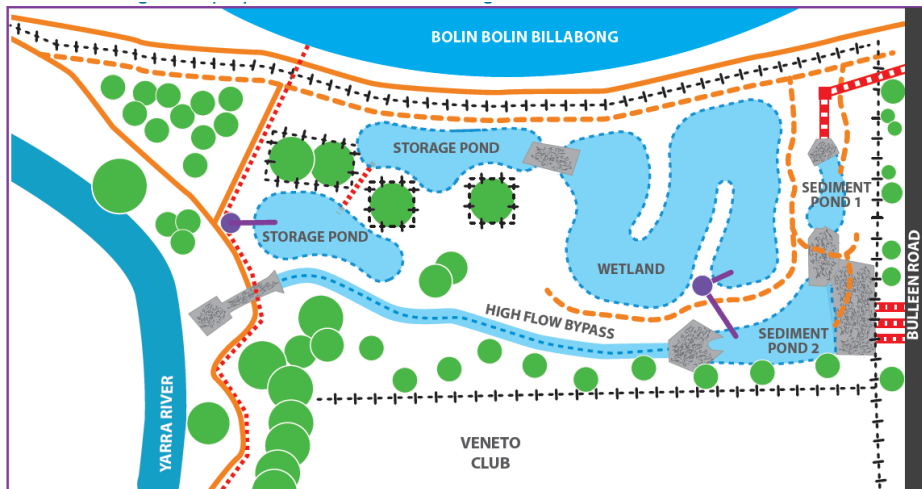 BOLIN BOLIN BILLABONG
STORAGE POND
SEDIMENT
POND 1
STORAGE POND
WETLAND
HIGH FLOW BYPASS
SEDIMENT
POND 2
BULLEEN ROAD
YARRA RIVER
VENETO
CLUB